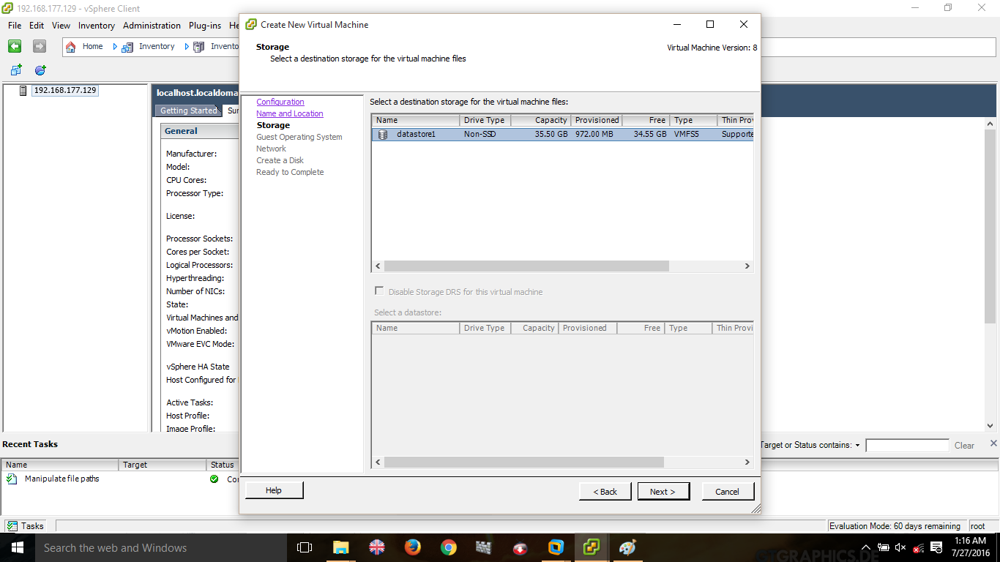 192.168.177.129 - vSphere Client
File Edit View Inventory Administration Plug-ins He
Home Inventory Invento
192.168.177.129
localhost.localdoma
Getting Started Sur
General
Manufacturer:
Model:
CPU Cores:
Processor Type:
License:
Processor Sockets:
Cores per Socket:
Logical Processors:
Hyperthreading:
Number of NICs:
State:
Virtual Machines and
vMotion Enabled:
VMware EVC Mode:
vSphere HA State
Host Configured for
Active Tasks:
Host Profile:
Image Profile:
Create New Virtual Machine
Storage
Select a destination storage for the virtual machine files
Virtual Machine Version: 8
Configuration
Name and Location
Storage
Guest Operating System
Network
Create a Disk
Ready to Complete
Select a destination storage for the virtual machine files:
Name Drive Type Capacity Provisioned Free Type Thin Prov
datastore1 Non-SSD 35.50 GB 972.00 MB 34.55 GB VMFS5 Supporte
Disable Storage DRS for this virtual machine
Select a datastore:
Name Drive Type Capacity Provisioned Free Type Thin Provi
Help < Back Next > Cancel
Recent Tasks
Target or Status contains: Clear
Name Target Status
Manipulate file paths Co
Tasks
Evaluation Mode: 60 days remaining root
Search the web and Windows
1:16 AM
7/27/2016
GTGRAPHICS.DE